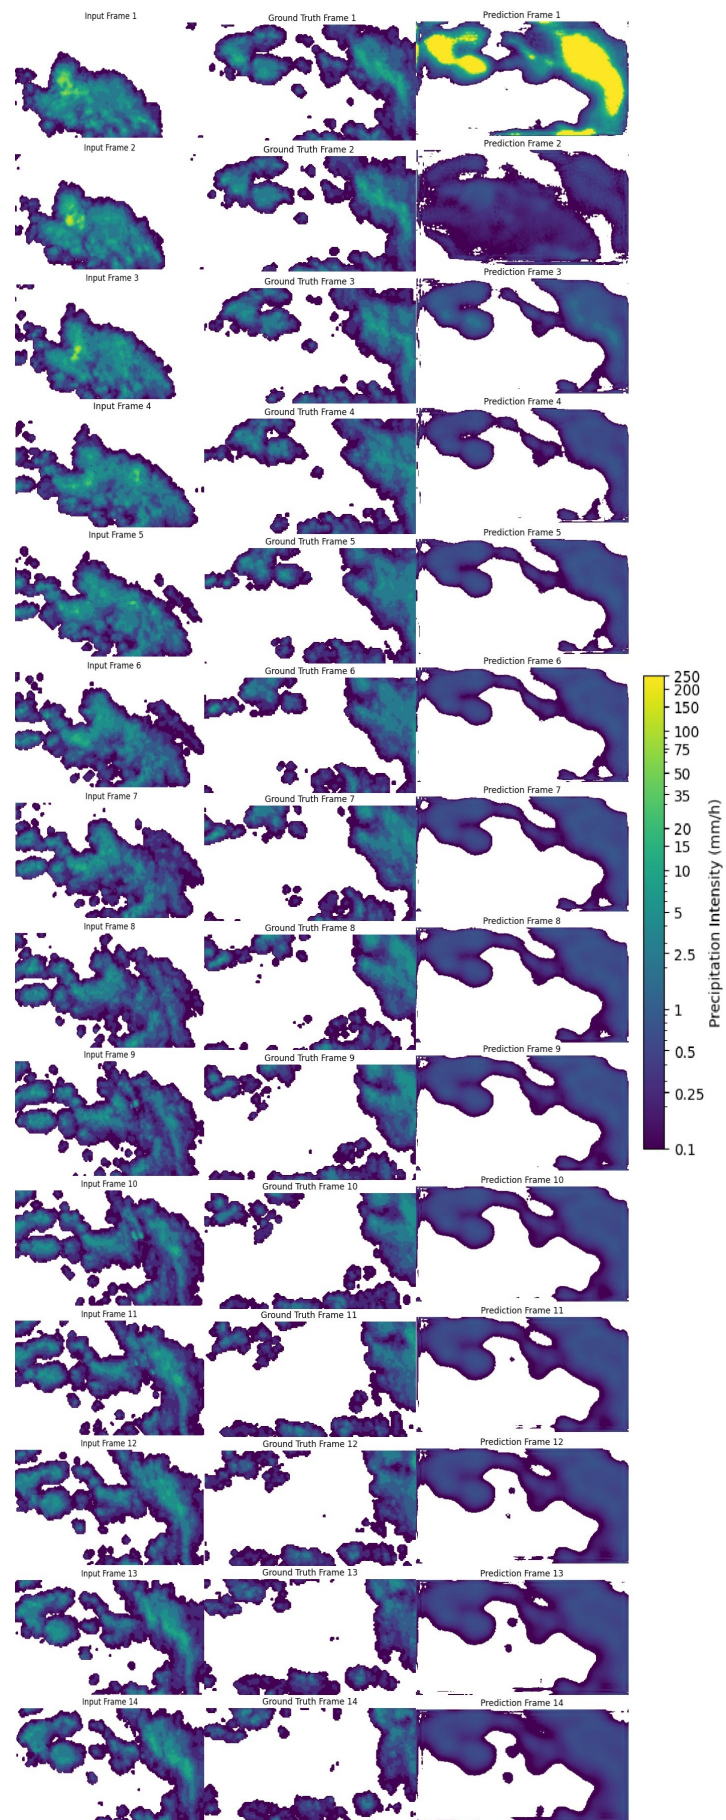 Input Frame 1
Ground Truth Frame 1
Prediction Frame 1
Input Frame 2
Ground Truth Frame 2
Prediction Frame 2
Input Frame 3
Ground Truth Frame 3
Prediction Frame 3
Input Frame 4
Ground Truth Frame 4
Prediction Frame 4
Input Frame 5
Ground Truth Frame 5
Prediction Frame 5
Input Frame 6
Ground Truth Frame 6
Prediction Frame 6
Input Frame 7
Ground Truth Frame 7
Prediction Frame 7
Input Frame 8
Ground Truth Frame 8
Prediction Frame 8
Input Frame 9
Ground Truth Frame 9
Prediction Frame 9
Input Frame 10
Ground Truth Frame 10
Prediction Frame 10
Input Frame 11
Ground Truth Frame 11
Prediction Frame 11
Input Frame 12
Ground Truth Frame 12
Prediction Frame 12
Input Frame 13
Ground Truth Frame 13
Prediction Frame 13
Input Frame 14
Ground Truth Frame 14
Prediction Frame 14
250
200
150
100
75
50
35
20
15
10
5
2.5
1
0.5
0.25
0.1
Precipitation Intensity (mm/h)